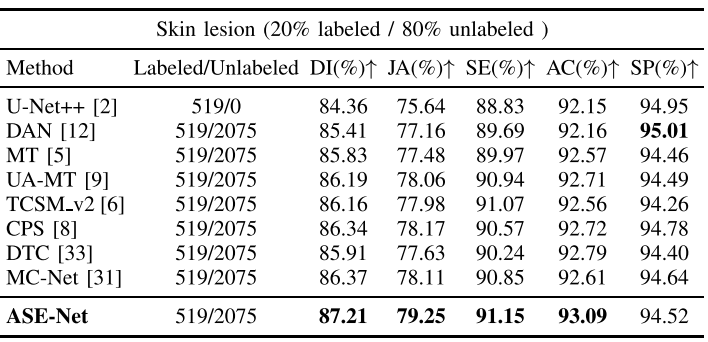 Skin lesion (20% labeled / 80% unlabeled )
Method Labeled/Unlabeled DI(%)↑ JA(%)↑ SE(%)↑ AC(%)↑ SP(%)↑
U-Net++ [2] 519/0 84.36 75.64 88.83 92.15 94.95
DAN [12] 519/2075 85.41 77.16 89.69 92.16 95.01
MT [5] 519/2075 85.83 77.48 89.97 92.57 94.46
UA-MT [9] 519/2075 86.19 78.06 90.94 92.71 94.49
TCSM_v2 [6] 519/2075 86.16 77.98 91.07 92.56 94.26
CPS [8] 519/2075 86.34 78.17 90.57 92.72 94.78
DTC [33] 519/2075 85.91 77.63 90.24 92.79 94.40
MC-Net [31] 519/2075 86.37 78.11 90.85 92.61 94.64
ASE-Net 519/2075 87.21 79.25 91.15 93.09 94.52